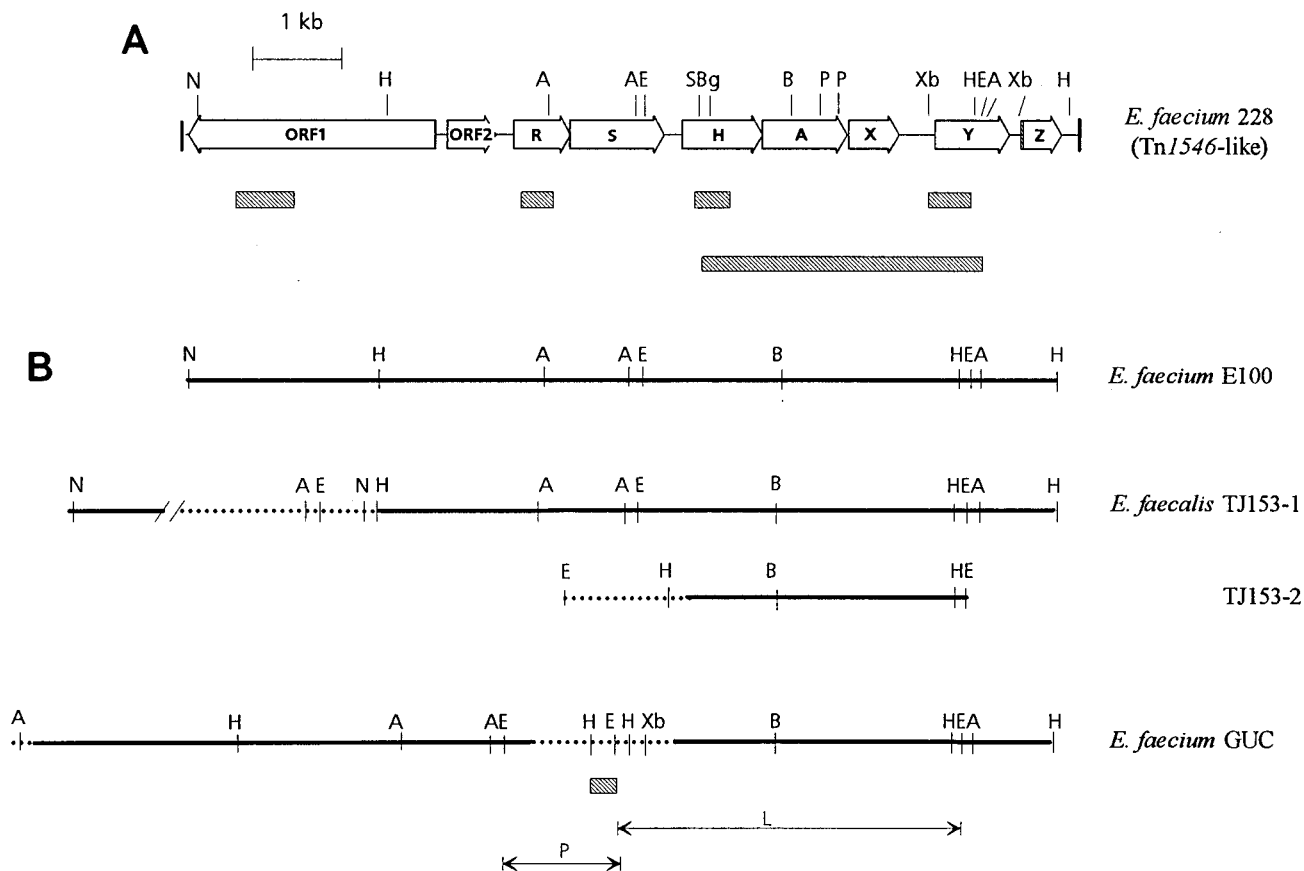 A
1 kb
N H A A E S Bg B P P Xb H E A Xb H
ORF1 ORF2 R S H A X Y Z
E. faecium 228
(Tn1546-like)
B
N H A A E B H E A H
E. faecium E100
N A E N H A A E B H E A H
E. faecalis TJ153-1
E H B H E
TJ153-2
A H A A E H E H Xb B H E A H
E. faecium GUC
L
P